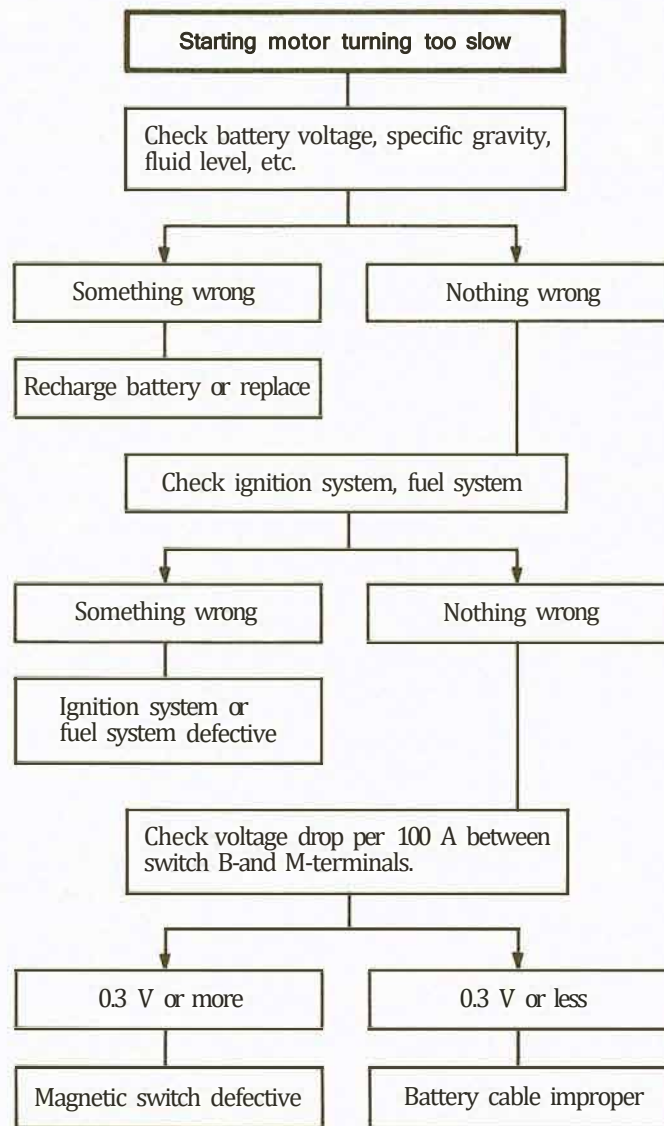 Starting motor turning too slow
Check battery voltage, specific gravity,
fluid level, etc.
Something wrong
Nothing wrong
Recharge battery or replace
Check ignition system, fuel system
Something wrong
Nothing wrong
Ignition system or
fuel system defective
Check voltage drop per 100 A between
switch B-and M-terminals.
0.3 V or more
0.3 V or less
Magnetic switch defective
Battery cable improper